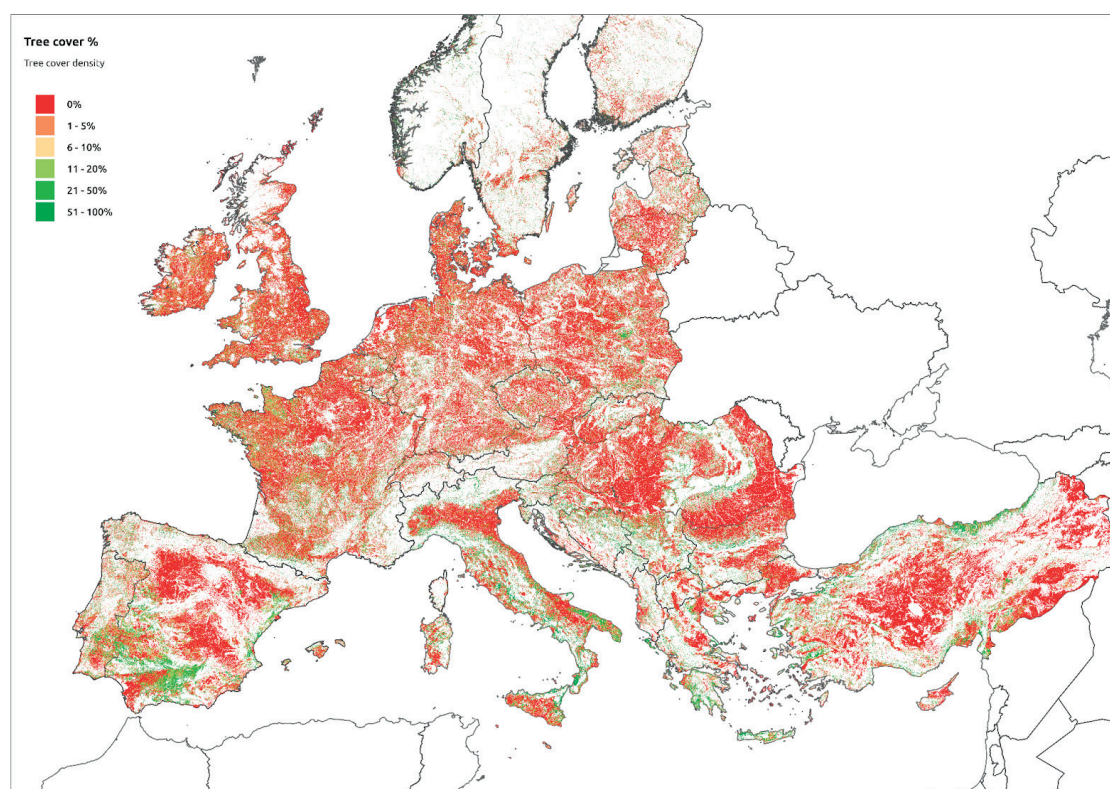 Tree cover %
Tree cover density
0%
1 - 5%
6 - 10%
11 - 20%
21 - 50%
51 - 100%